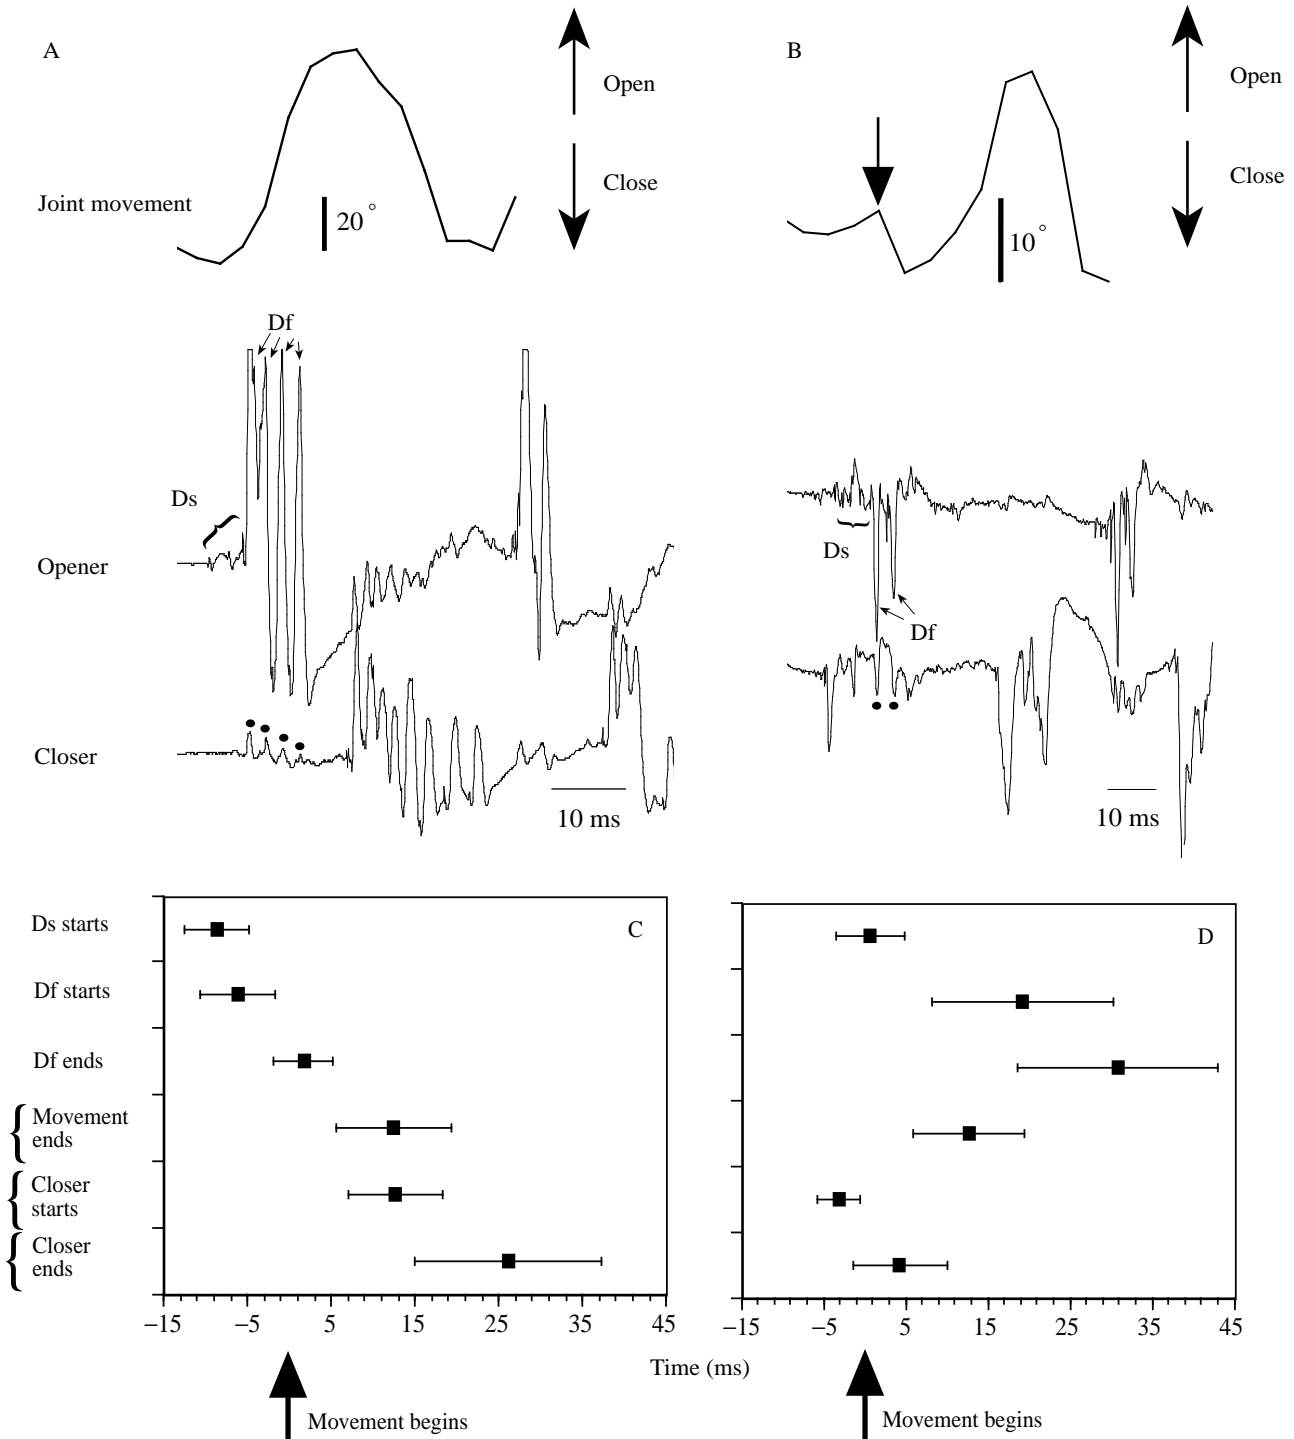 A
Open
Close
Joint movement
20°
B
Open
Close
10°
Df
Ds
Opener
Closer
10 ms
Ds
Df
10 ms
Ds starts
Df starts
Df ends
Movement
ends
Closer
starts
Closer
ends
C
D
−15 −5 5 15 25 35 45
−15 −5 5 15 25 35 45
Time (ms)
Movement begins
Movement begins